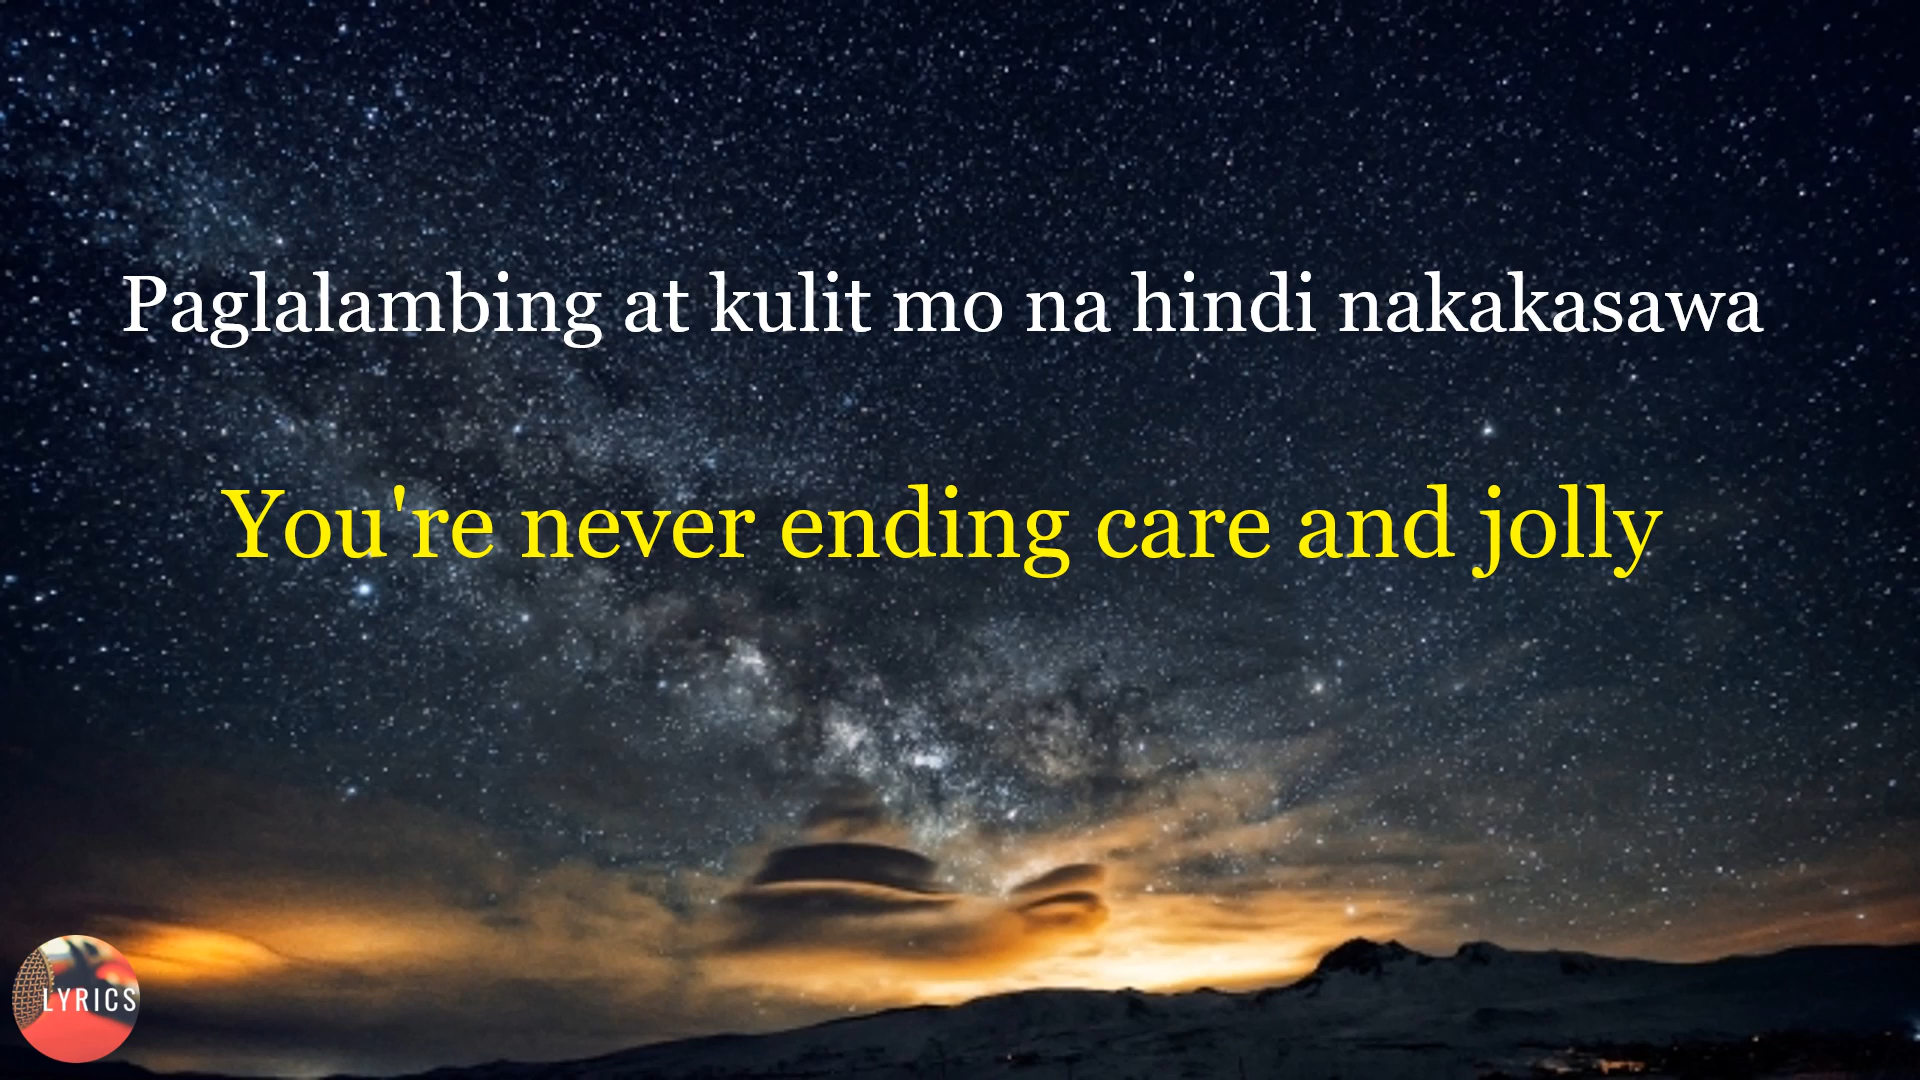 Paglalambing at kulit mo na hindi nakakasawa
You're never ending care and jolly
LYRICS